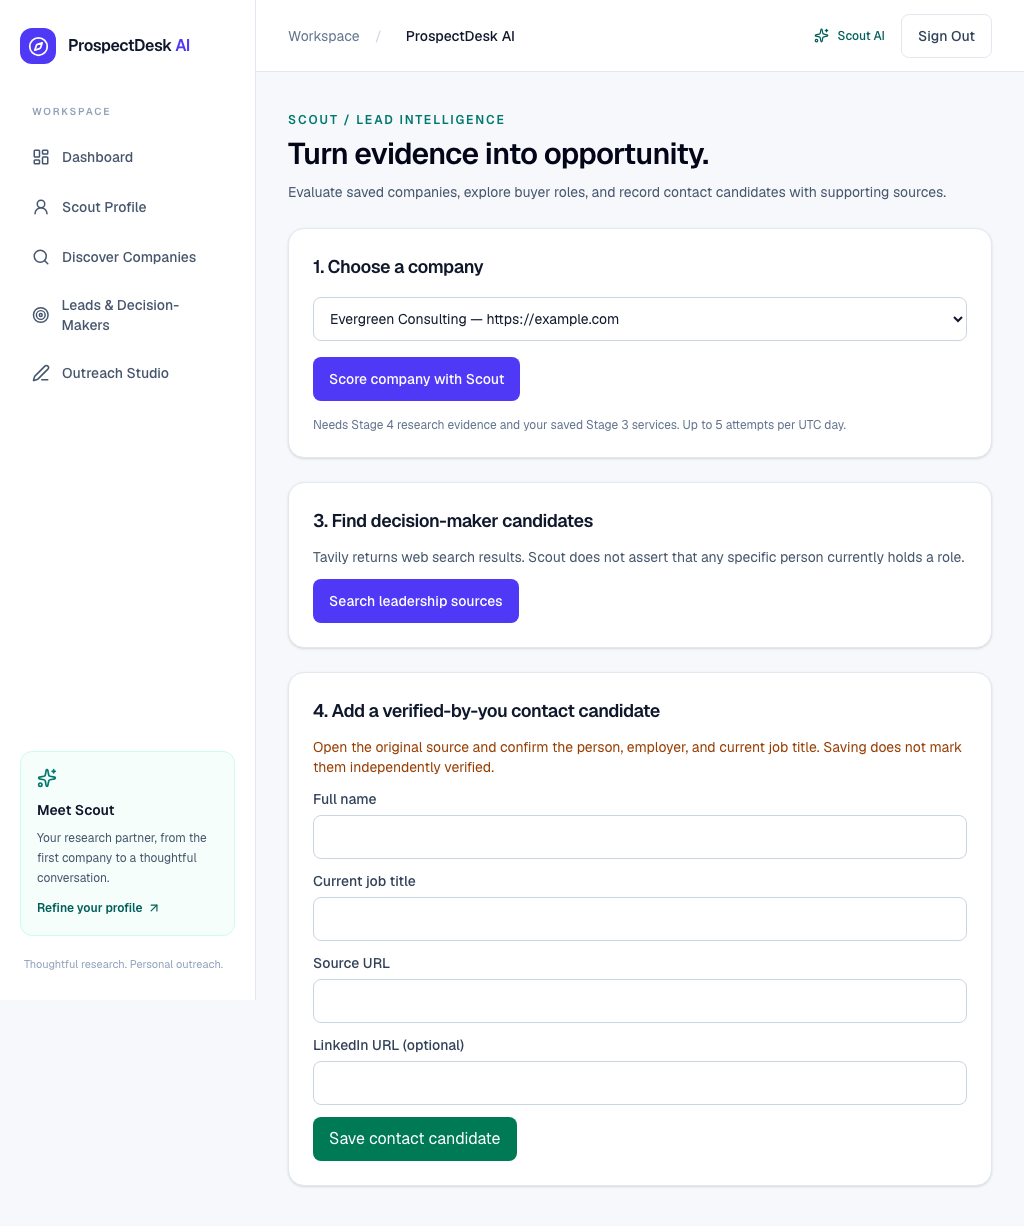 ProspectDesk AI
WORKSPACE
Dashboard
Scout Profile
Discover Companies
Leads & Decision-
Makers
Outreach Studio
Meet Scout
Your research partner, from the
first company to a thoughtful
conversation.
Refine your profile
Thoughtful research. Personal outreach.
Workspace / ProspectDesk AI
Scout AI
Sign Out
SCOUT / LEAD INTELLIGENCE
Turn evidence into opportunity.
Evaluate saved companies, explore buyer roles, and record contact candidates with supporting sources.
1. Choose a company
Evergreen Consulting — https://example.com
Score company with Scout
Needs Stage 4 research evidence and your saved Stage 3 services. Up to 5 attempts per UTC day.
3. Find decision-maker candidates
Tavily returns web search results. Scout does not assert that any specific person currently holds a role.
Search leadership sources
4. Add a verified-by-you contact candidate
Open the original source and confirm the person, employer, and current job title. Saving does not mark
them independently verified.
Full name
Current job title
Source URL
LinkedIn URL (optional)
Save contact candidate